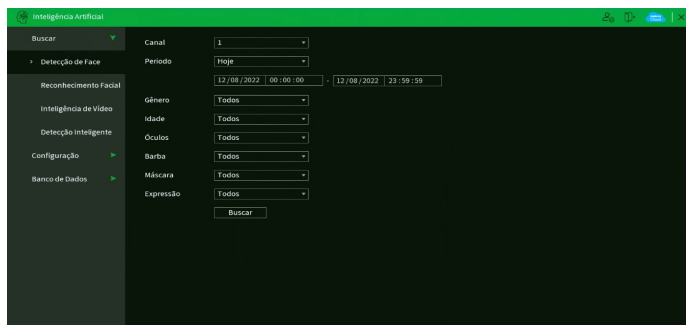 Inteligência Artificial
Buscar
Detecção de Face
Reconhecimento Facial
Inteligência de Vídeo
Detecção Inteligente
Configuração
Banco de Dados
Canal 1
Periodo Hoje
12/08/2022 00:00:00 - 12/08/2022 23:59:59
Gênero Todos
Idade Todos
Óculos Todos
Barba Todos
Máscara Todos
Expressão Todos
Buscar